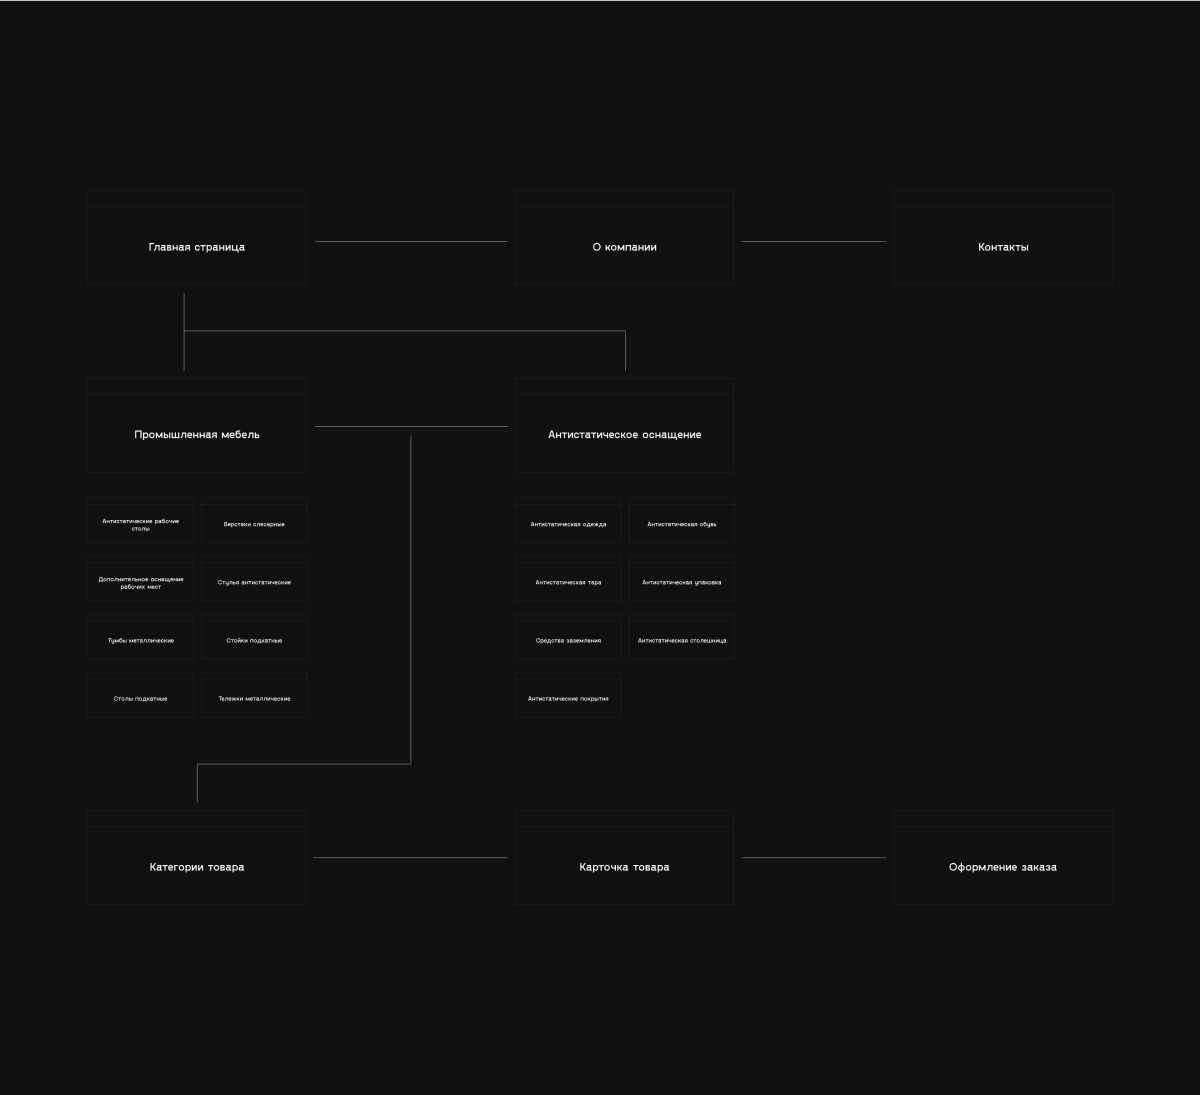 Главная страница
О компании
Контакты
Промышленная мебель
Антистатическое оснащение
Антистатические рабочие
столы
Верстаки слесарные
Дополнительное оснащение
рабочих мест
Стулья антистатические
Тумбы металлические
Стойки подкатные
Столы подкатные
Тележки металлические
Антистатическая одежда
Антистатическая обувь
Антистатическая тара
Антистатическая упаковка
Средства заземления
Антистатическая столешница
Антистатические покрытия
Категории товара
Карточка товара
Оформление заказа